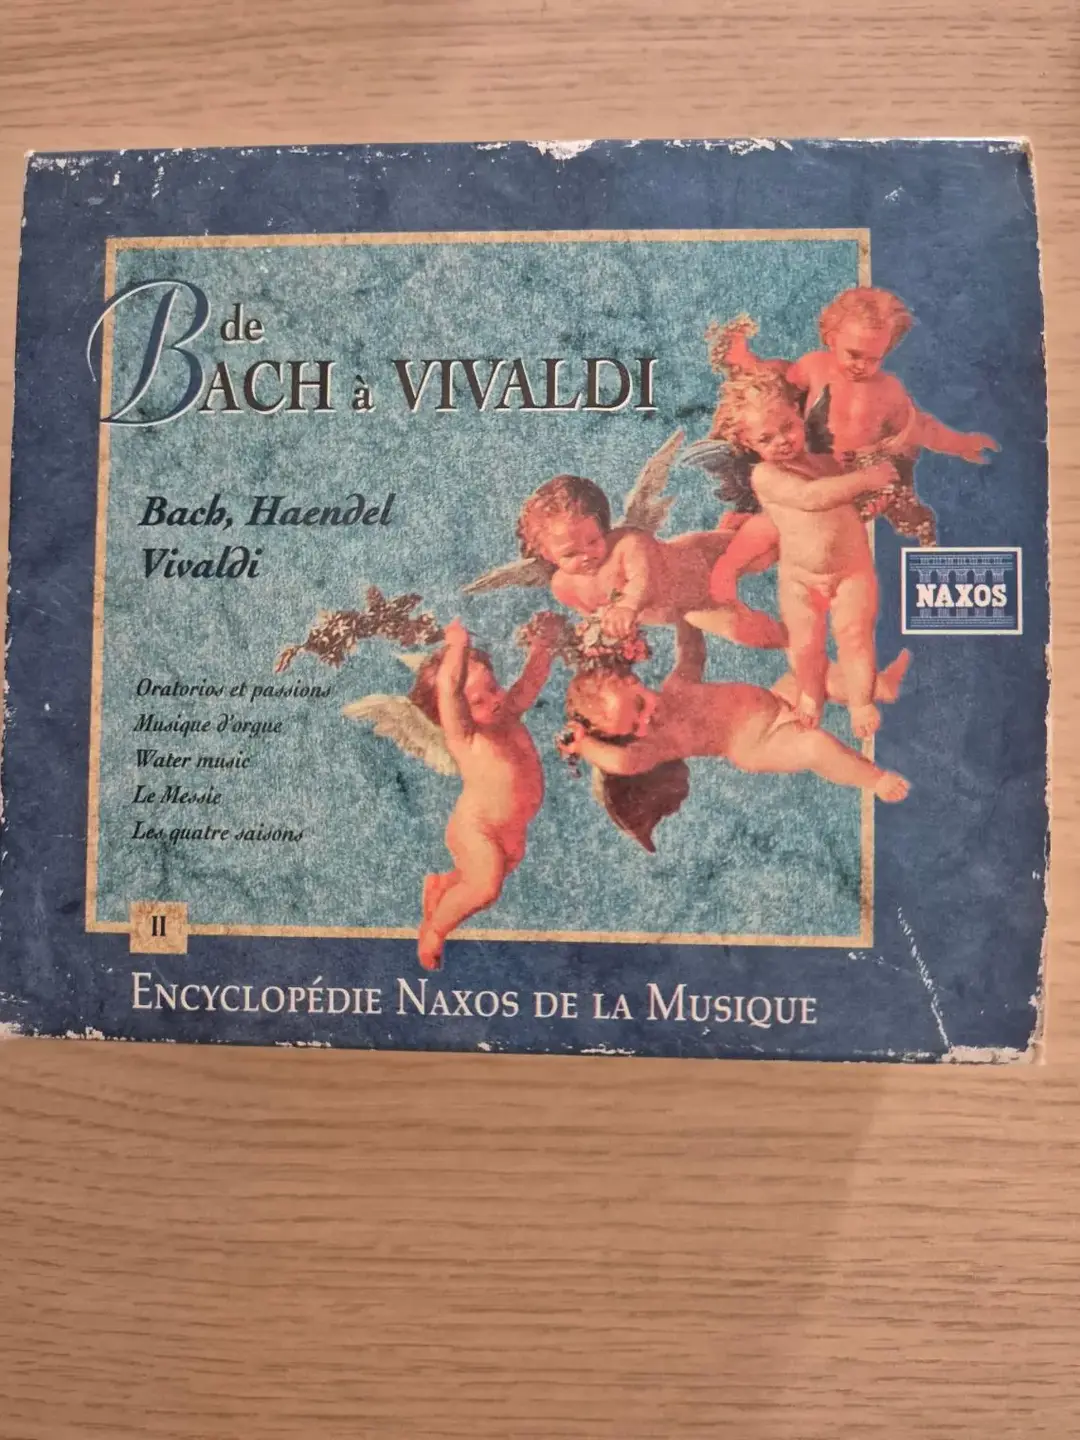 de
BACH à VIVALDI
Bach, Haendel
Vivaldi
NAXOS
Oratorios et passions
Musique d'orgue
Water music
Le Messie
Les quatre saisons
II
ENCYCLOPÉDIE NAXOS DE LA MUSIQUE